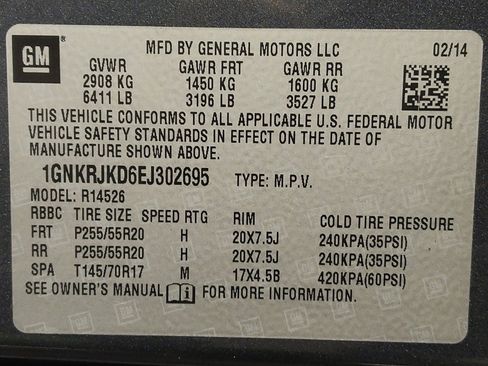 GM MFD BY GENERAL MOTORS LLC 02/14
GVWR GAWR FRT GAWR RR
2908 KG 1450 KG 1600 KG
6411 LB 3196 LB 3527 LB
THIS VEHICLE CONFORMS TO ALL APPLICABLE U.S. FEDERAL MOTOR
VEHICLE SAFETY STANDARDS IN EFFECT ON THE DATE OF
MANUFACTURE SHOWN ABOVE.
1GNKRJKD6EJ302695 TYPE: M.P.V.
MODEL: R14526
RBBC TIRE SIZE SPEED RTG RIM COLD TIRE PRESSURE
FRT P255/55R20 H 20X7.5J 240KPA(35PSI)
RR P255/55R20 H 20X7.5J 240KPA(35PSI)
SPA T145/70R17 M 17X4.5B 420KPA(60PSI)
SEE OWNER'S MANUAL i FOR MORE INFORMATION.